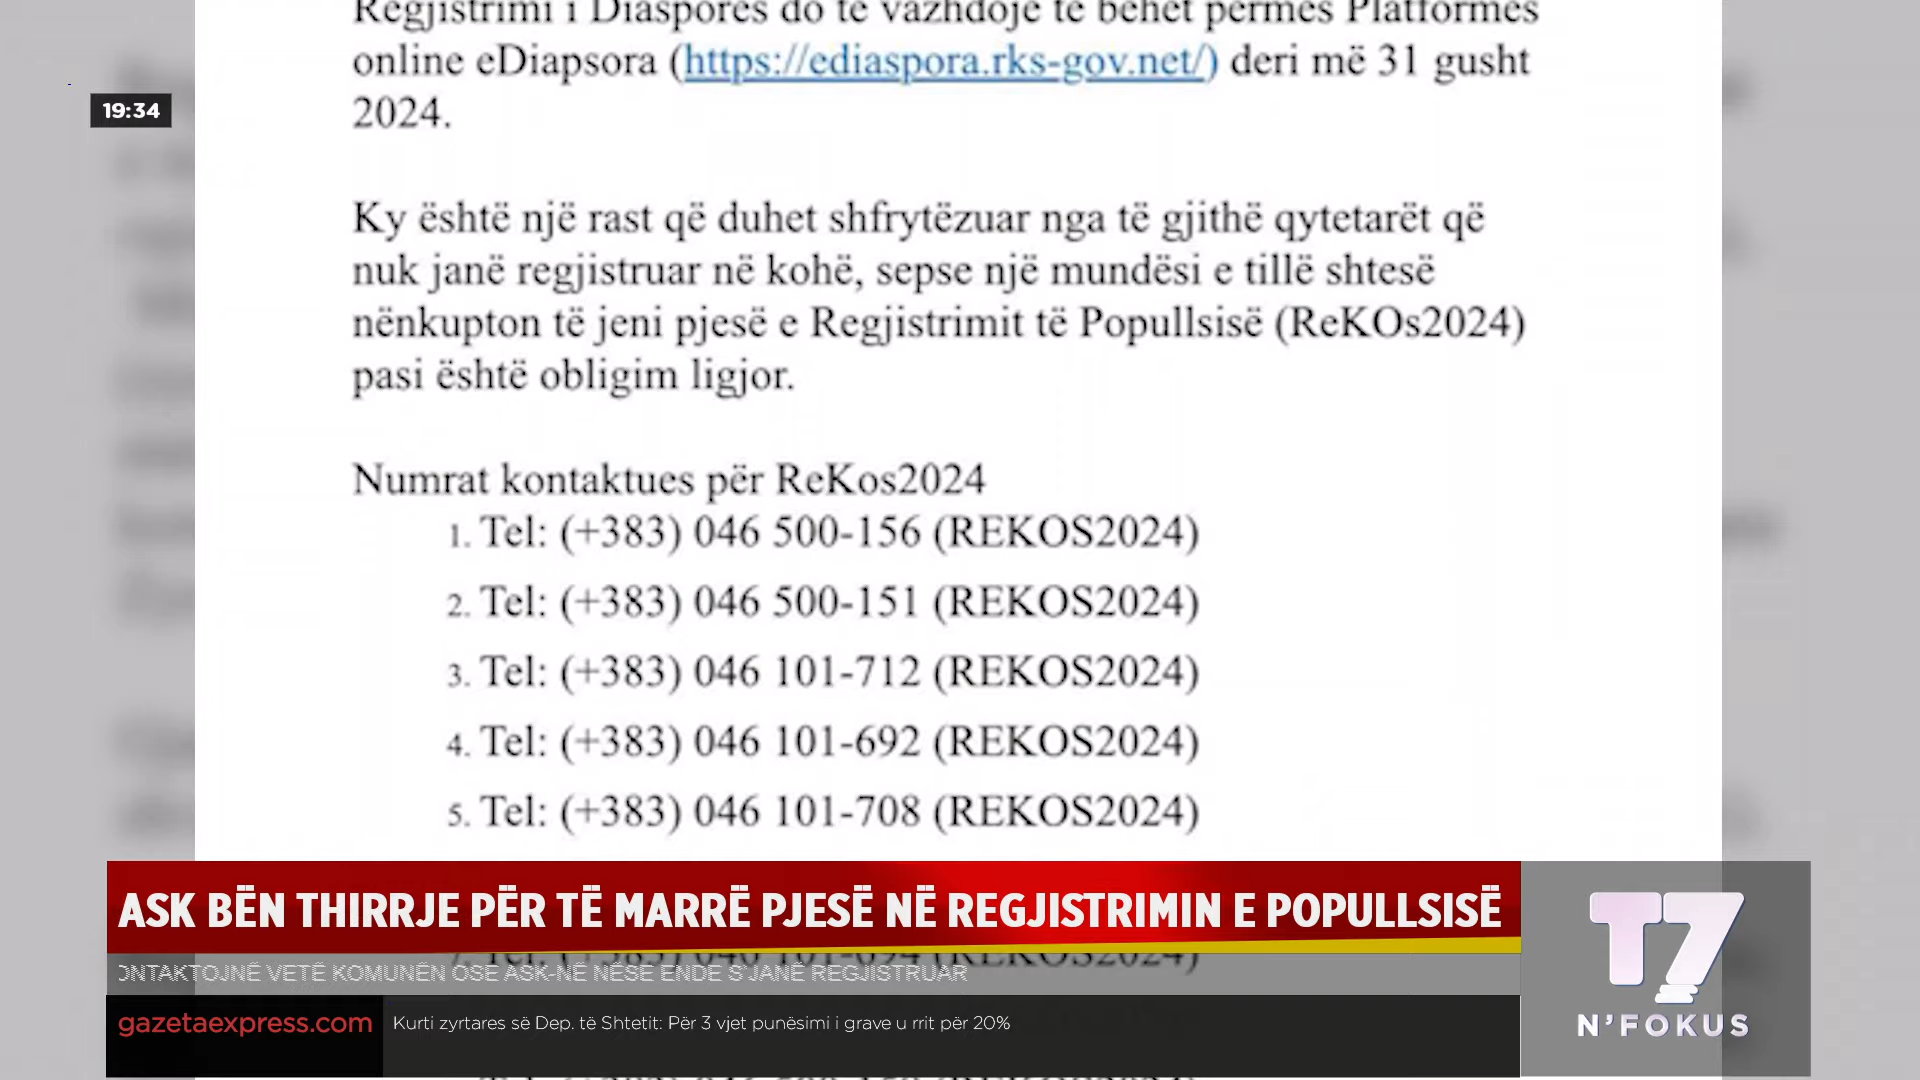 Regjistrimi i Diasporës do të vazhdojë të bëhet përmes Platformës
online eDiapsora (https://ediaspora.rks-gov.net/) deri më 31 gusht
2024.
19:34
Ky është një rast që duhet shfrytëzuar nga të gjithë qytetarët që
nuk janë regjistruar në kohë, sepse një mundësi e tillë shtesë
nënkupton të jeni pjesë e Regjistrimit të Popullsisë (ReKOs2024)
pasi është obligim ligjor.
Numrat kontaktues për ReKos2024
1. Tel: (+383) 046 500-156 (REKOS2024)
2. Tel: (+383) 046 500-151 (REKOS2024)
3. Tel: (+383) 046 101-712 (REKOS2024)
4. Tel: (+383) 046 101-692 (REKOS2024)
5. Tel: (+383) 046 101-708 (REKOS2024)
ASK BËN THIRRJE PËR TË MARRË PJESË NË REGJISTRIMIN E POPULLSISË
7. Tel: (+383) 046 101-694 (REKOS2024)
ONTAKTOJNË VETË KOMUNËN OSE ASK-NË NËSE ENDE S'JANË REGJISTRUAR
gazetaexpress.com
Kurti zyrtares së Dep. të Shtetit: Për 3 vjet punësimi i grave u rrit për 20%
T7
N'FOKUS